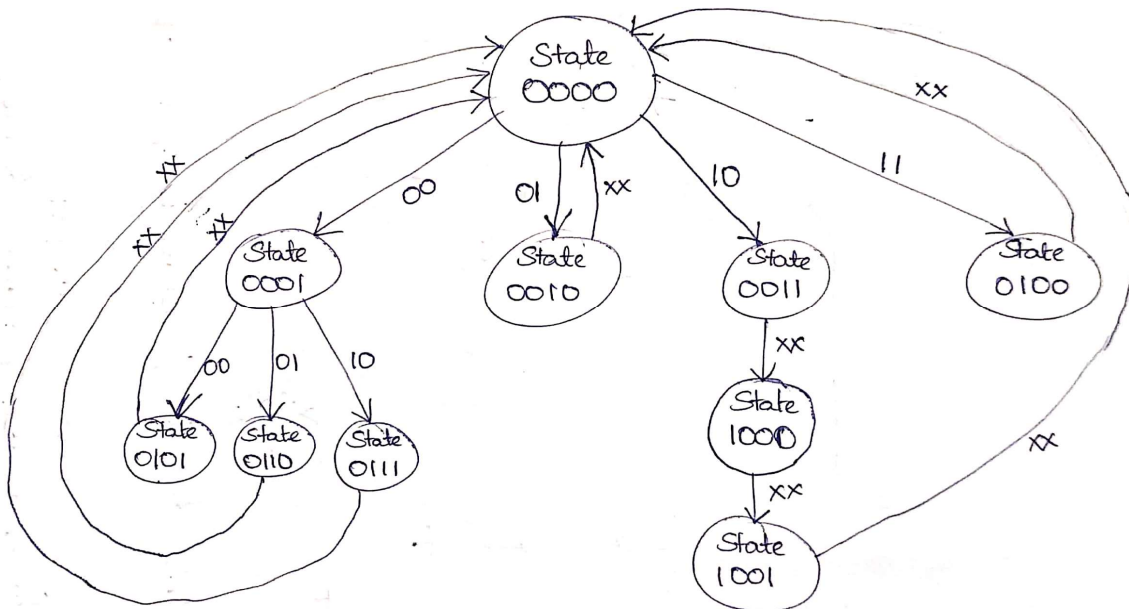 State
0000
xx
xx
xx
xx
00
01
xx
10
11
xx
State
0001
State
0010
State
0011
State
0100
00
01
10
xx
State
0101
State
0110
State
0111
State
1000
xx
xx
State
1001